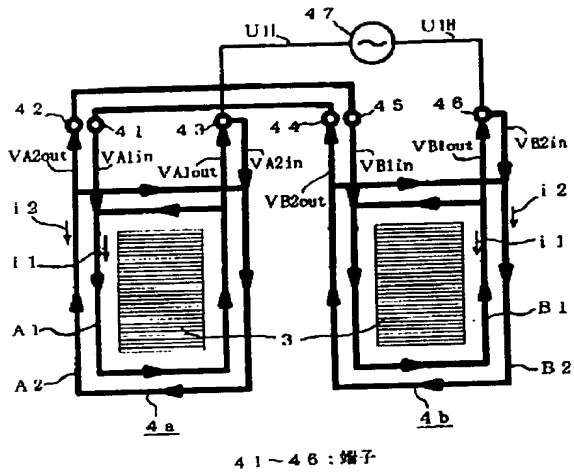 47
U1L
U1H
42
41
43
44
45
46
VA2out
VA1in
VA1out
VA2in
VB2out
VB1in
VB1out
VB2in
i2
i1
i2
i1
A1
3
B1
A2
B2
4a
4b
41～46：端子